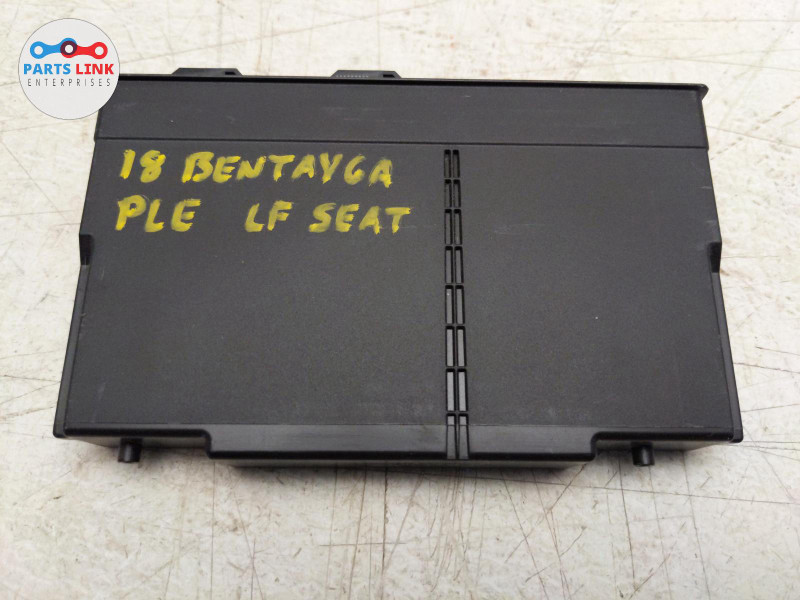 PARTS LINK
ENTERPRISES
18 BENTAYGA
PLE LF SEAT